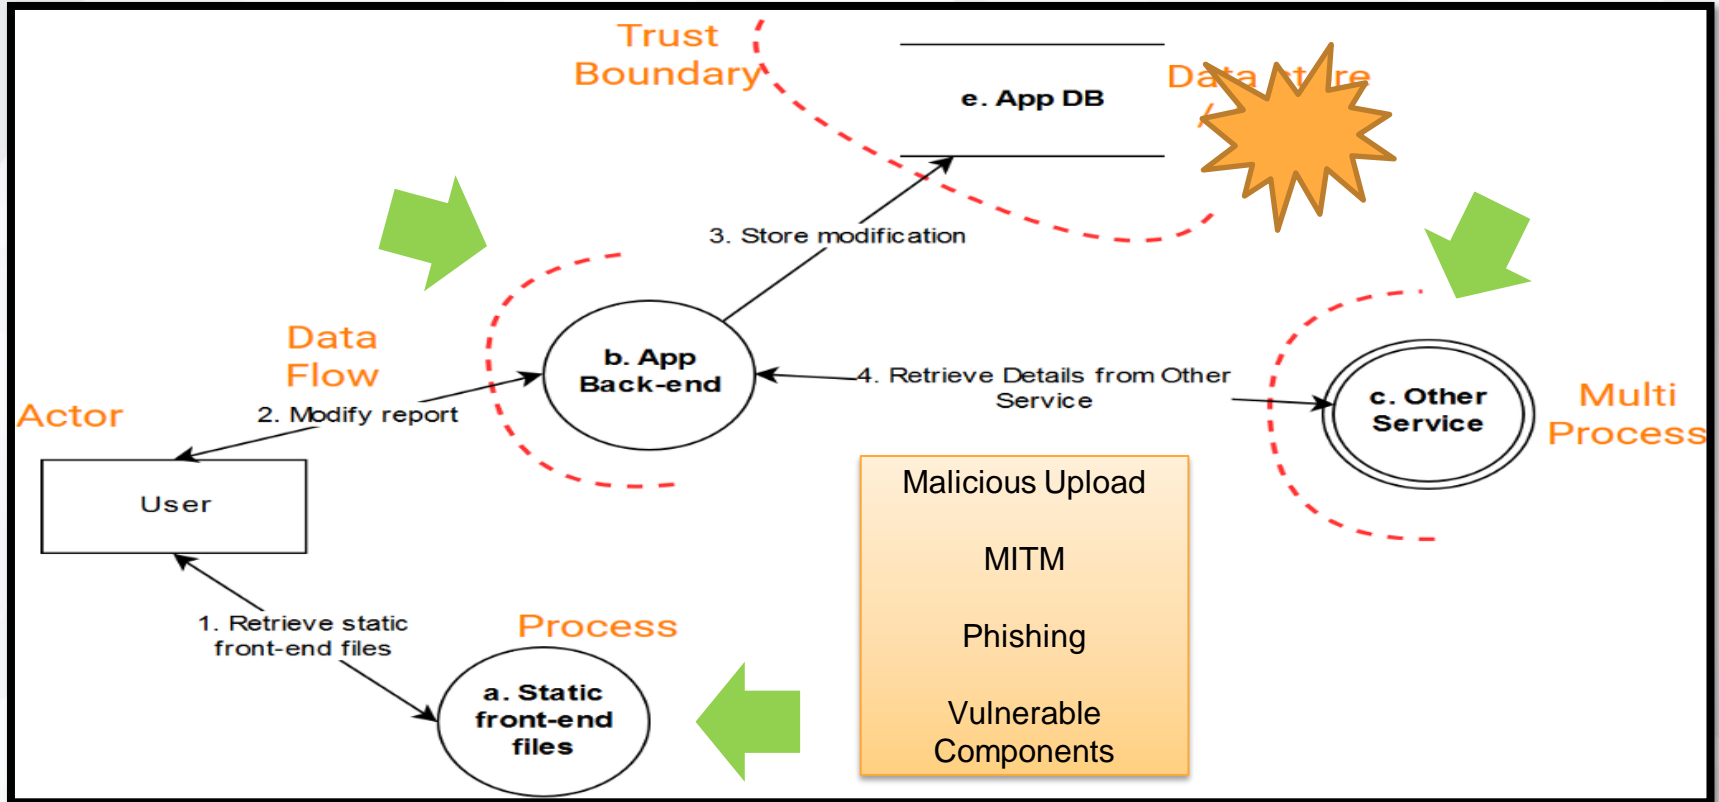 Trust
Boundary
e. App DB
/
3. Store modification
Data
Flow
b. App
Back-end
4. Retrieve Details from Other
Service
c. Other
Service
Multi
Process
Actor
2. Modify report
User
Malicious Upload
MITM
Phishing
Vulnerable
Components
1. Retrieve static
front-end files
Process
a. Static
front-end
files